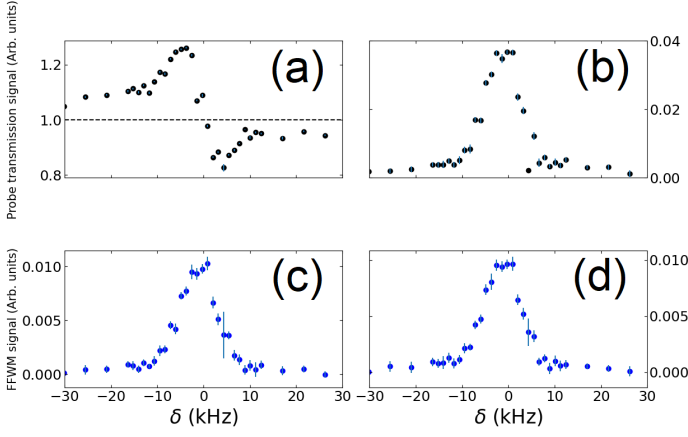 Probe transmission signal (Arb. units)
1.2
1.0
0.8
(a)
(b)
0.04
0.02
0.00
FFWM signal (Arb. units)
0.010
0.005
0.000
(c)
(d)
0.010
0.005
0.000
−30 −20 −10 0 10 20 30
−20 −10 0 10 20 30
δ (kHz)
δ (kHz)